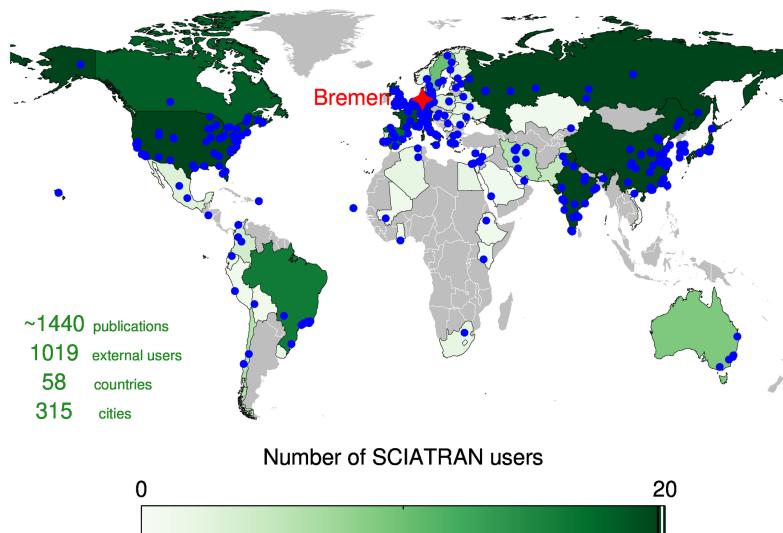 Bremen
~1440 publications
1019 external users
58 countries
315 cities
Number of SCIATRAN users
0 20